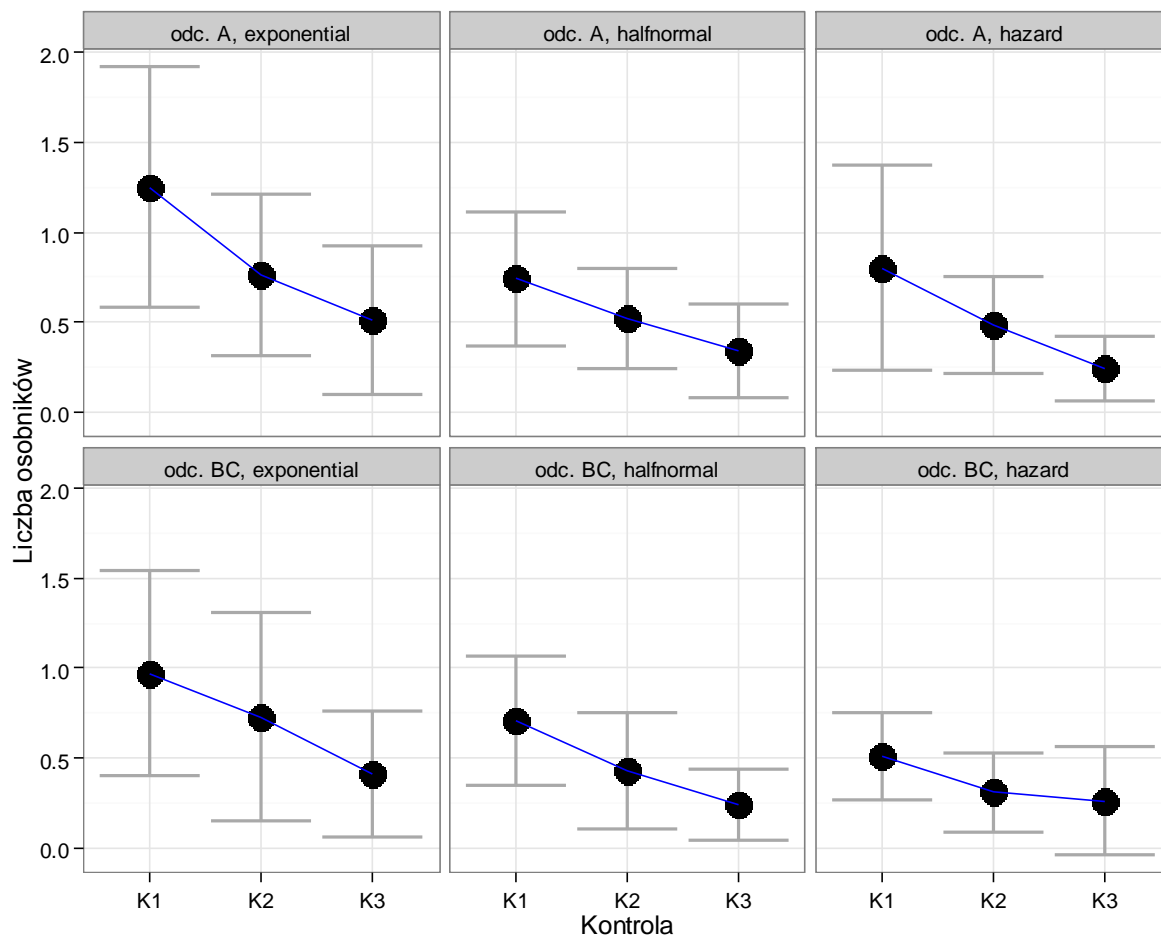 odc. A, exponential
odc. A, halfnormal
odc. A, hazard
2.0
1.5
1.0
0.5
0.0
odc. BC, exponential
odc. BC, halfnormal
odc. BC, hazard
2.0
1.5
1.0
0.5
0.0
Liczba osobników
K1 K2 K3
K1 K2 K3
K1 K2 K3
Kontrola